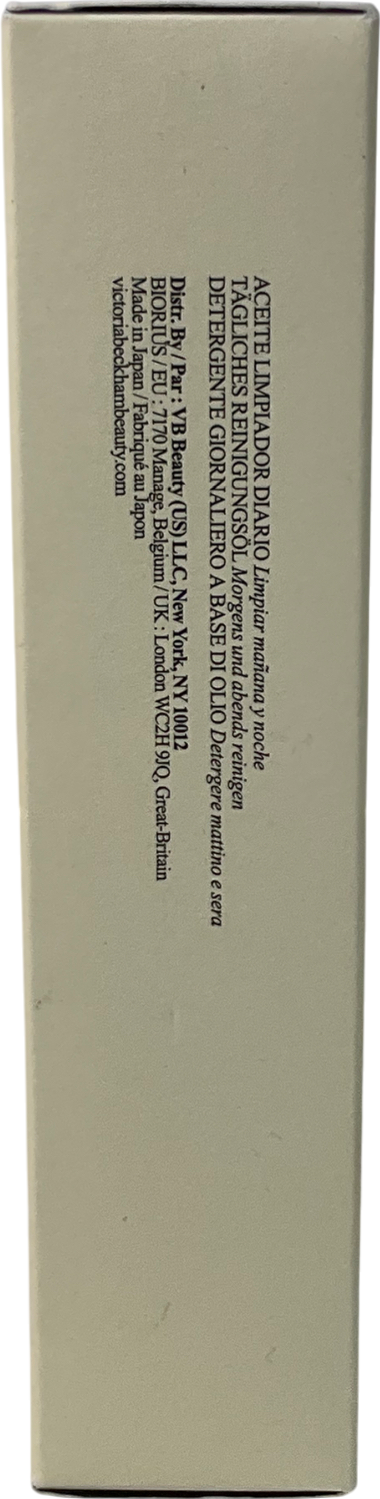 ACEITE LIMPIADOR DIARIO Limpiar mañana y noche
TÄGLICHES REINIGUNGSÖL Morgens und abends reinigen
DETERGENTE GIORNALIERO A BASE DI OLIO Detergere mattino e sera
Distr. By / Par : VB Beauty (US) LLC, New York, NY 10012
BIORIUS / EU : 7170 Manage, Belgium / UK : London WC2H 9JQ, Great-Britain
Made in Japan / Fabriqué au Japon
victoriabeckhambeauty.com